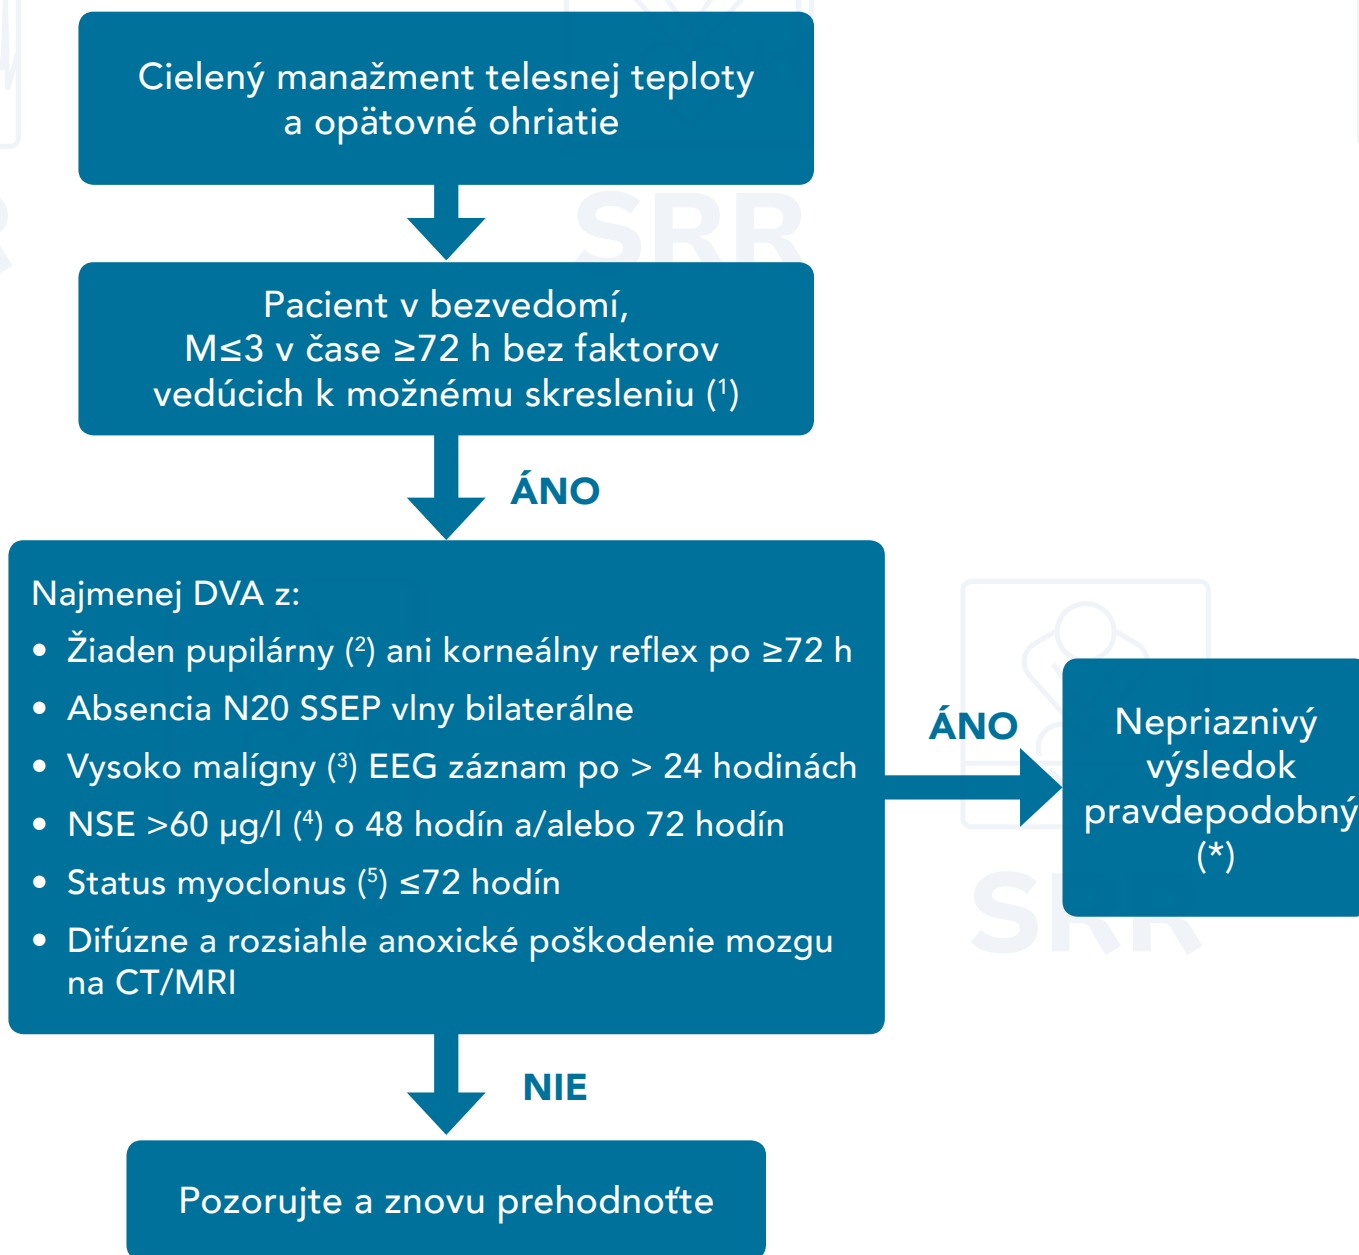 Cielený manažment telesnej teploty
a opätovné ohriatie
SRR
Pacient v bezvedomí,
M≤3 v čase ≥72 h bez faktorov
vedúcich k možnému skresleniu (¹)
ÁNO
Najmenej DVA z:
• Žiaden pupilárny (²) ani korneálny reflex po ≥72 h
• Absencia N20 SSEP vlny bilaterálne
• Vysoko malígny (³) EEG záznam po > 24 hodinách
• NSE >60 µg/l (⁴) o 48 hodín a/alebo 72 hodín
• Status myoclonus (⁵) ≤72 hodín
• Difúzne a rozsiahle anoxické poškodenie mozgu
na CT/MRI
ÁNO
Nepriaznivý
výsledok
pravdepodobný
(*)
SRR
NIE
Pozorujte a znovu prehodnoťte